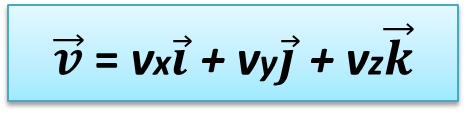 v⃗ = vxi⃗ + vyj⃗ + vzk⃗